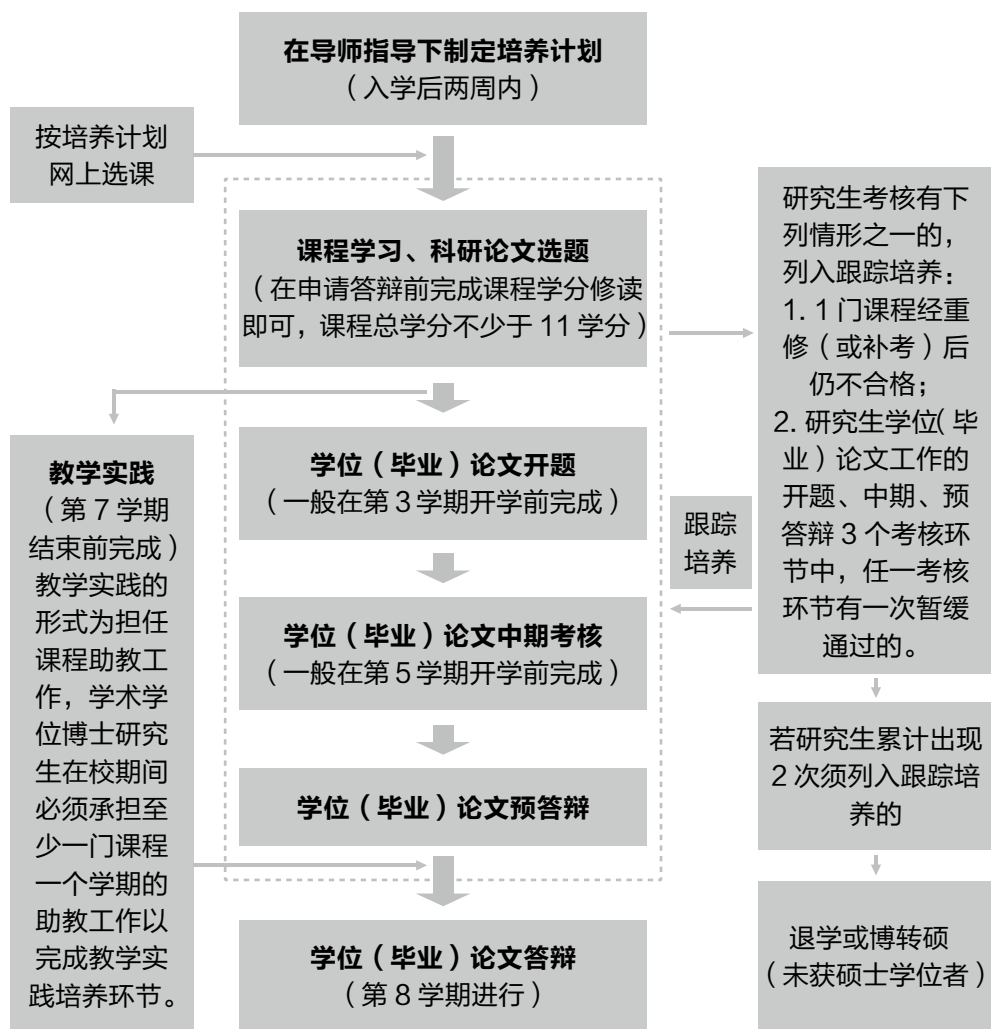 在导师指导下制定培养计划
（入学后两周内）
按培养计划
网上选课
课程学习、科研论文选题
（在申请答辩前完成课程学分修读
即可，课程总学分不少于 11 学分）
学位（毕业）论文开题
（一般在第 3 学期开学前完成）
学位（毕业）论文中期考核
（一般在第 5 学期开学前完成）
学位（毕业）论文预答辩
学位（毕业）论文答辩
（第 8 学期进行）
教学实践
（第 7 学期
结束前完成）
教学实践的
形式为担任
课程助教工
作，学术学
位博士研究
生在校期间
必须承担至
少一门课程
一个学期的
助教工作以
完成教学实
践培养环节。
跟踪
培养
研究生考核有下
列情形之一的，
列入跟踪培养：
1. 1 门课程经重
修（或补考）后
仍不合格；
2. 研究生学位（毕
业）论文工作的
开题、中期、预
答辩 3 个考核环
节中，任一考核
环节有一次暂缓
通过的。
若研究生累计出现
2 次须列入跟踪培
养的
退学或博转硕
（未获硕士学位者）